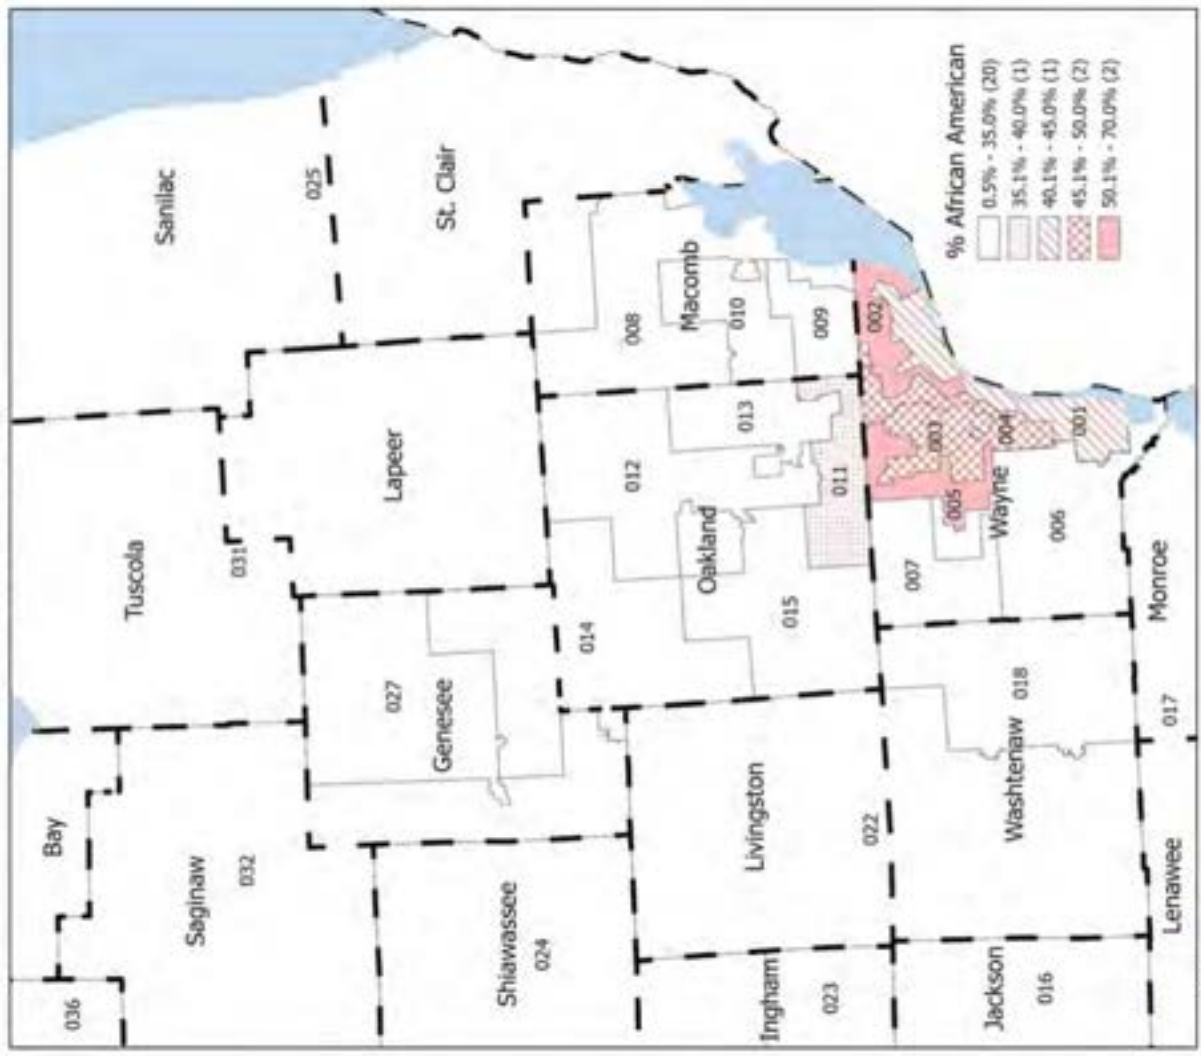 036
Bay
Tuscola
Sanilac
Saginaw
032
031
025
Shiawassee
024
Genesee
027
Lapeer
St. Clair
014
012
008
Macomb
010
009
013
Oakland
015
011
Livingston
022
Ingham
023
Jackson
016
Washtenaw
018
007
005
Wayne
006
003
004
002
001
Lenawee
017
Monroe
% African American
0.5% - 35.0% (20)
35.1% - 40.0% (1)
40.1% - 45.0% (1)
45.1% - 50.0% (2)
50.1% - 70.0% (2)